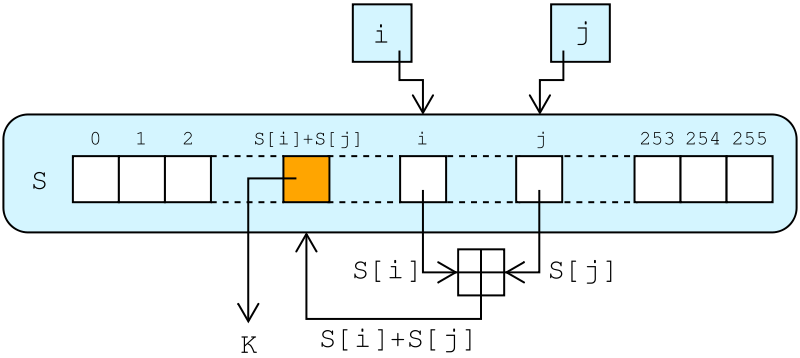 i j
0 1 2 S[i]+S[j] i j 253 254 255
S
S[i] S[j]
K S[i]+S[j]